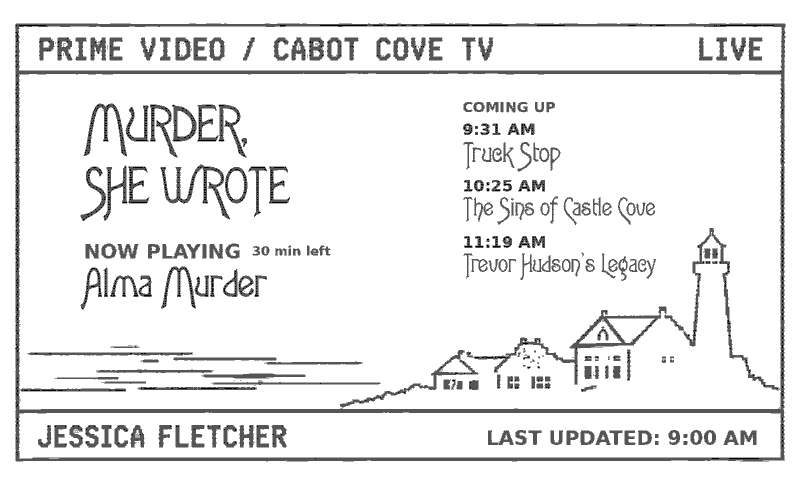 PRIME VIDEO / CABOT COVE TV
LIVE
MURDER,
SHE WROTE
NOW PLAYING 30 min left
Alma Murder
COMING UP
9:31 AM
Truck Stop
10:25 AM
The Sins of Castle Cove
11:19 AM
Trevor Hudson's Legacy
JESSICA FLETCHER
LAST UPDATED: 9:00 AM